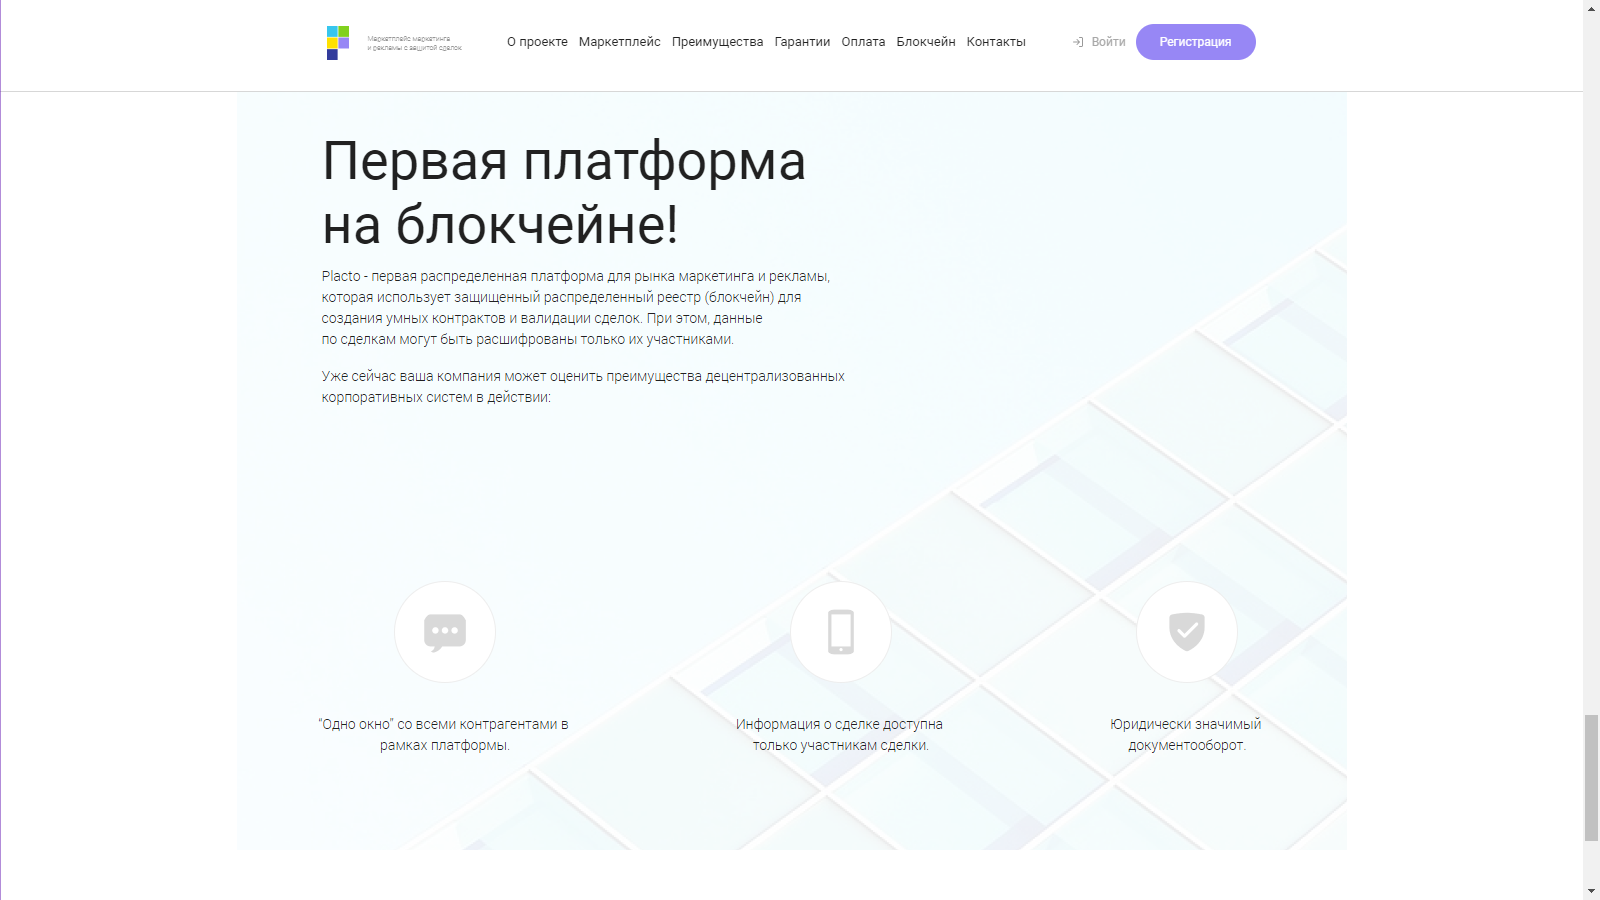 Маркетплейс маркетинга
и рекламы с защитой сделок
О проекте Маркетплейс Преимущества Гарантии Оплата Блокчейн Контакты
Войти
Регистрация
Первая платформа
на блокчейне!
Placto - первая распределенная платформа для рынка маркетинга и рекламы,
которая использует защищенный распределенный реестр (блокчейн) для
создания умных контрактов и валидации сделок. При этом, данные
по сделкам могут быть расшифрованы только их участниками.
Уже сейчас ваша компания может оценить преимущества децентрализованных
корпоративных систем в действии:
“Одно окно” со всеми контрагентами в
рамках платформы.
Информация о сделке доступна
только участникам сделки.
Юридически значимый
документооборот.